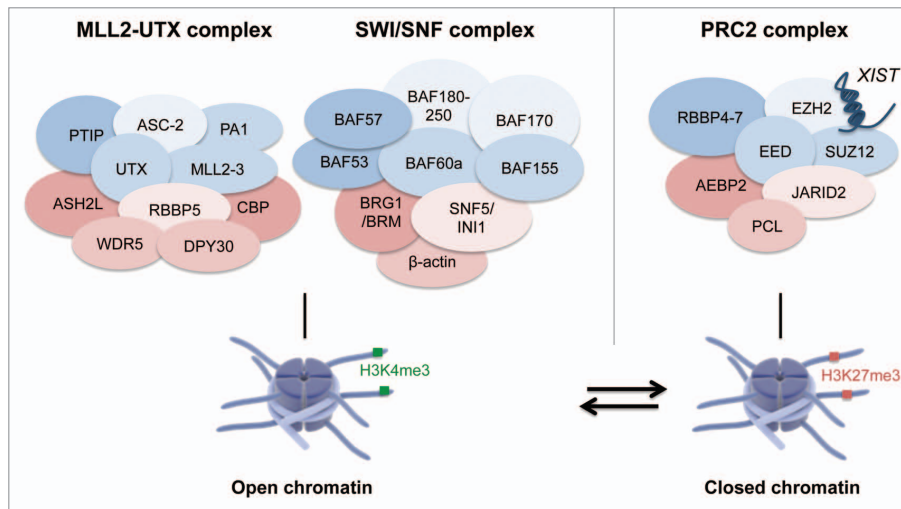 MLL2-UTX complex
SWI/SNF complex
PRC2 complex
PTIP
ASC-2
PA1
UTX
MLL2-3
ASH2L
RBBP5
CBP
WDR5
DPY30
BAF57
BAF180-
250
BAF170
BAF53
BAF60a
BAF155
BRG1
/BRM
SNF5/
INI1
β-actin
XIST
RBBP4-7
EZH2
EED
SUZ12
AEBP2
JARID2
PCL
H3K4me3
H3K27me3
Open chromatin
Closed chromatin